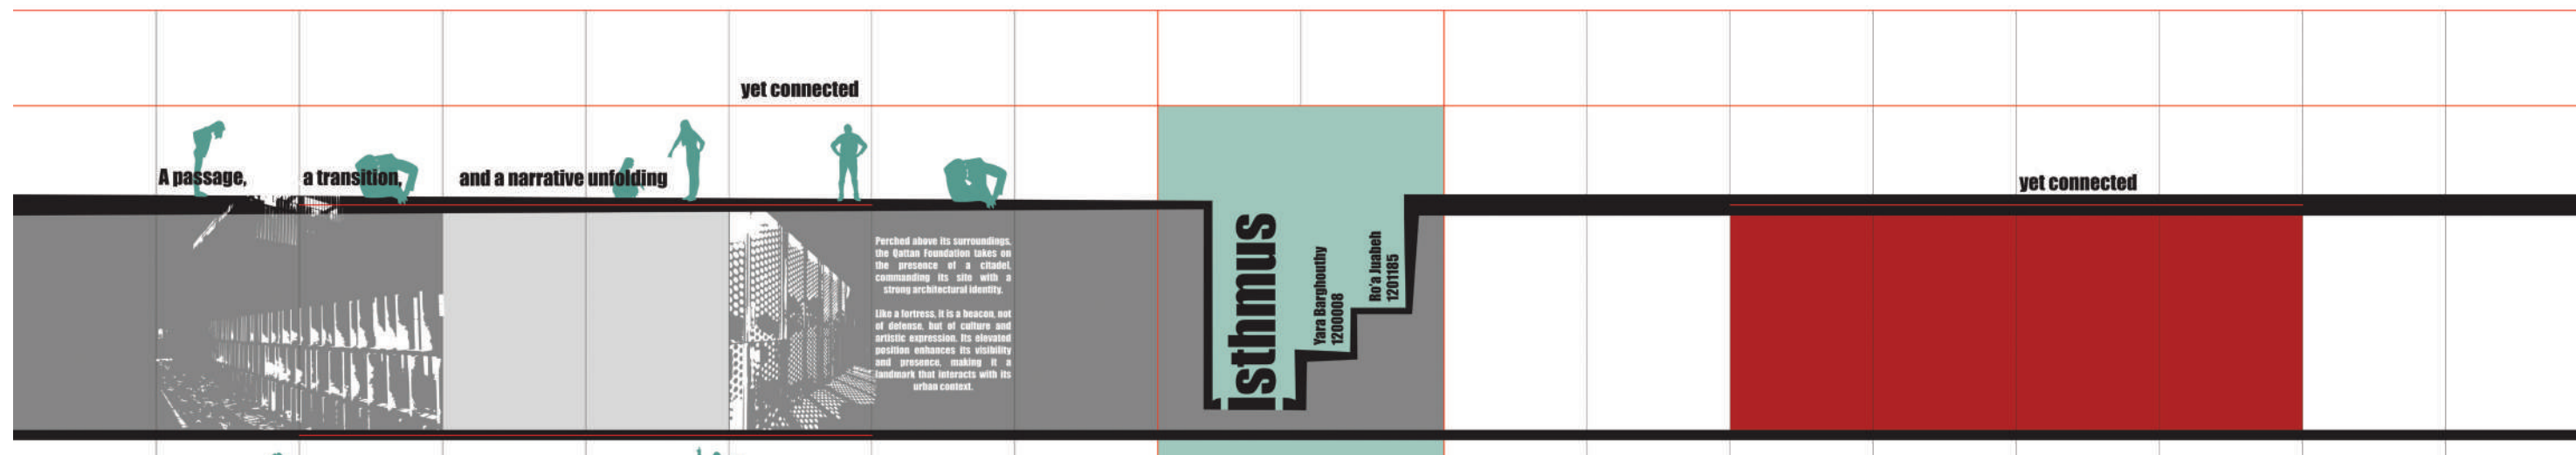 yet connected
A passage,
a transition,
and a narrative unfolding
Perched above its surroundings,
the Qattan Foundation takes on
the presence of a citadel,
commanding its site with a
strong architectural identity.
Like a fortress, it is a beacon, not
of defense, but of culture and
artistic expression. Its elevated
position enhances its visibility
and presence, making it a
landmark that interacts with its
urban context.
Isthmus
Yara Barghouthy
1200008
Ro'a Juabeh
1201185
yet connected